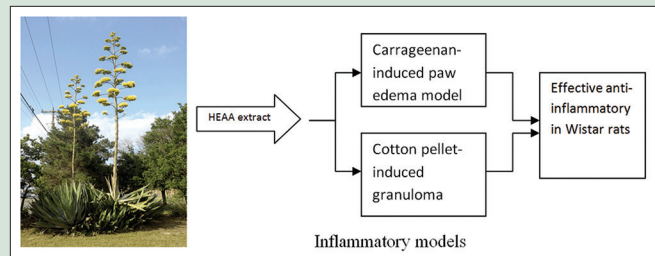 HEAA extract
Carrageenan-
induced paw
edema model
Cotton pellet-
induced
granuloma
Effective anti-
inflammatory
in Wistar rats
Inflammatory models